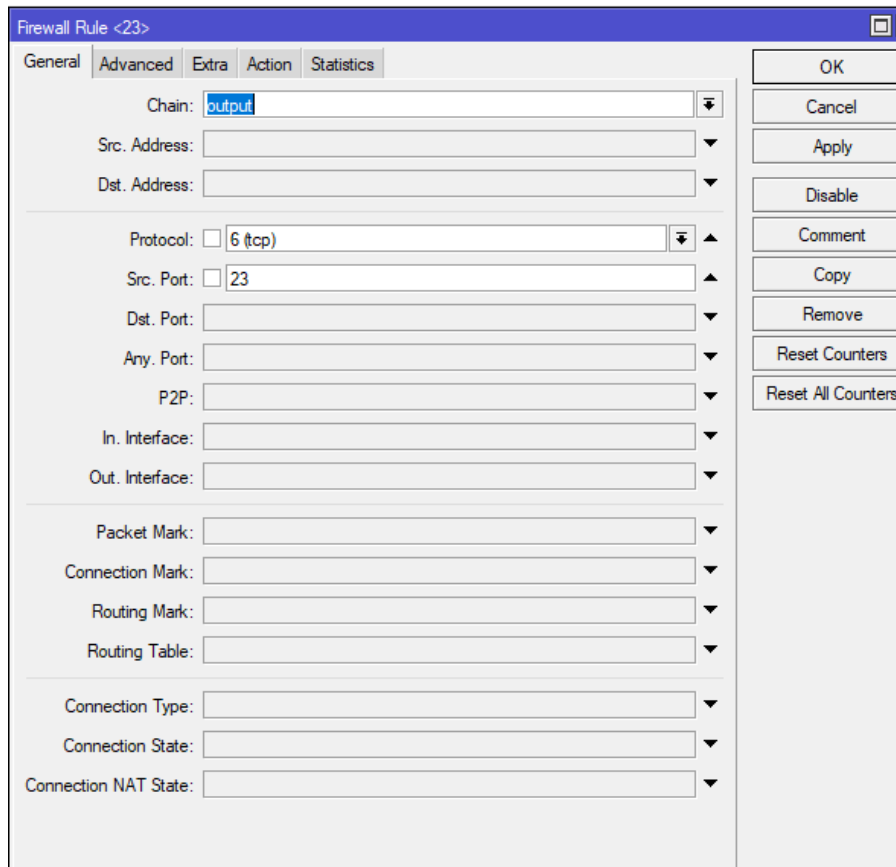 Firewall Rule <23>
General Advanced Extra Action Statistics
Chain: output
Src. Address:
Dst. Address:
Protocol: 6 (tcp)
Src. Port: 23
Dst. Port:
Any. Port:
P2P:
In. Interface:
Out. Interface:
Packet Mark:
Connection Mark:
Routing Mark:
Routing Table:
Connection Type:
Connection State:
Connection NAT State:
OK
Cancel
Apply
Disable
Comment
Copy
Remove
Reset Counters
Reset All Counters